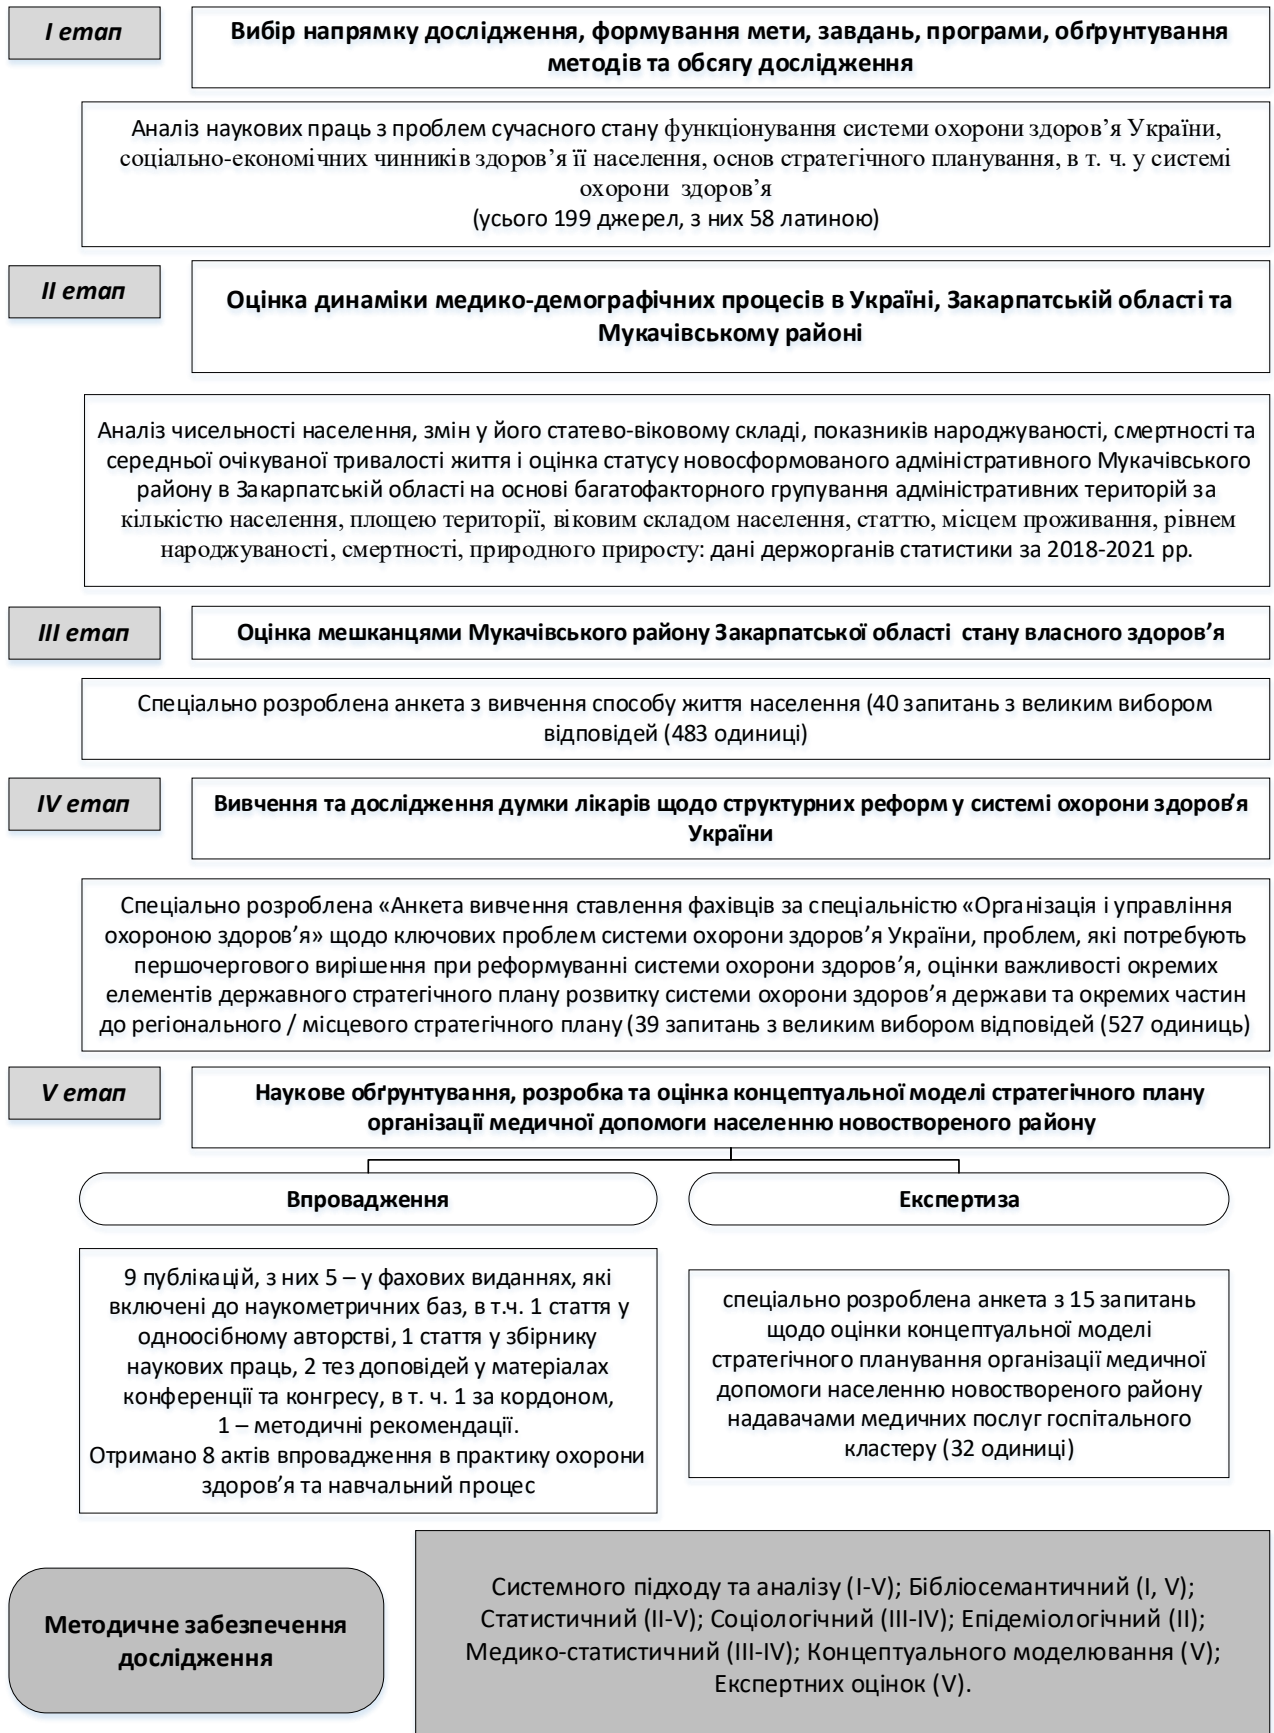 І етап
Вибір напрямку дослідження, формування мети, завдань, програми, обґрунтування
методів та обсягу дослідження
Аналіз наукових праць з проблем сучасного стану функціонування системи охорони здоров’я України,
соціально-економічних чинників здоров’я її населення, основ стратегічного планування, в т. ч. у системі
охорони здоров’я
(усього 199 джерел, з них 58 латиною)
ІІ етап
Оцінка динаміки медико-демографічних процесів в Україні, Закарпатській області та
Мукачівському районі
Аналіз чисельності населення, змін у його статево-віковому складі, показників народжуваності, смертності та
середньої очікуваної тривалості життя і оцінка статусу новосформованого адміністративного Мукачівського
району в Закарпатській області на основі багатофакторного групування адміністративних територій за
кількістю населення, площею території, віковим складом населення, статтю, місцем проживання, рівнем
народжуваності, смертності, природного приросту: дані держорганів статистики за 2018-2021 рр.
ІІІ етап
Оцінка мешканцями Мукачівського району Закарпатської області стану власного здоров’я
Спеціально розроблена анкета з вивчення способу життя населення (40 запитань з великим вибором
відповідей (483 одиниці)
IV етап
Вивчення та дослідження думки лікарів щодо структурних реформ у системі охорони здоров’я
України
Спеціально розроблена «Анкета вивчення ставлення фахівців за спеціальністю «Організація і управління
охороною здоров’я» щодо ключових проблем системи охорони здоров’я України, проблем, які потребують
першочергового вирішення при реформуванні системи охорони здоров’я, оцінки важливості окремих
елементів державного стратегічного плану розвитку системи охорони здоров’я держави та окремих частин
до регіонального / місцевого стратегічного плану (39 запитань з великим вибором відповідей (527 одиниць)
V етап
Наукове обґрунтування, розробка та оцінка концептуальної моделі стратегічного плану
організації медичної допомоги населенню новоствореного району
Впровадження
Експертиза
9 публікацій, з них 5 – у фахових виданнях, які
включені до наукометричних баз, в т.ч. 1 стаття у
одноосібному авторстві, 1 стаття у збірнику
наукових праць, 2 тез доповідей у матеріалах
конференції та конгресу, в т. ч. 1 за кордоном,
1 – методичні рекомендації.
Отримано 8 актів впровадження в практику охорони
здоров’я та навчальний процес
спеціально розроблена анкета з 15 запитань
щодо оцінки концептуальної моделі
стратегічного планування організації медичної
допомоги населенню новоствореного району
надавачами медичних послуг госпітального
кластеру (32 одиниці)
Методичне забезпечення
дослідження
Системного підходу та аналізу (І-V); Бібліосемантичний (І, V);
Статистичний (ІІ-V); Соціологічний (ІІІ-IV); Епідеміологічний (ІІ);
Медико-статистичний (ІІІ-IV); Концептуального моделювання (V);
Експертних оцінок (V).